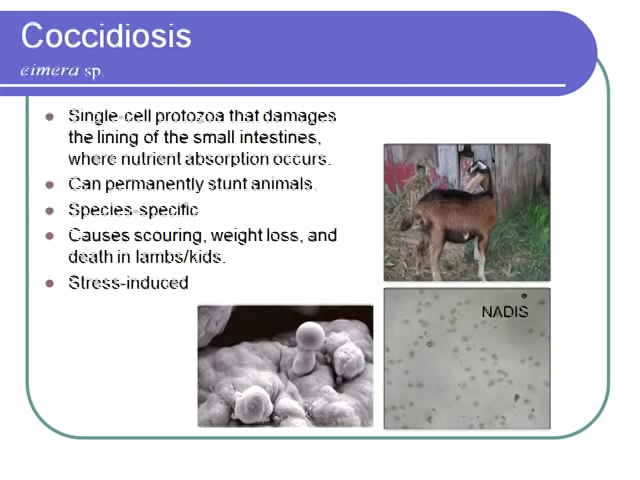 Coccidiosis
eimera sp.
Single-cell protozoa that damages
the lining of the small intestines,
where nutrient absorption occurs.
Can permanently stunt animals.
Species-specific
Causes scouring, weight loss, and
death in lambs/kids.
Stress-induced
NADIS